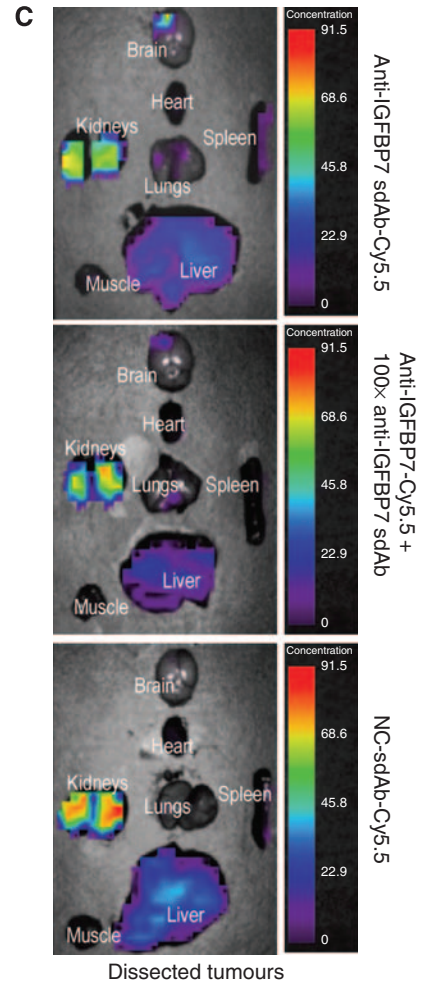 C
Brain
Heart
Kidneys
Spleen
Lungs
Liver
Muscle
Concentration
91.5
68.6
45.8
22.9
0
Anti-IGFBP7 sdAb-Cy5.5
Brain
Heart
Kidneys
Lungs
Spleen
Liver
Muscle
Concentration
91.5
68.6
45.8
22.9
0
Anti-IGFBP7-Cy5.5 +
100× anti-IGFBP7 sdAb
Brain
Heart
Kidneys
Lungs
Spleen
Liver
Muscle
Concentration
91.5
68.6
45.8
22.9
0
NC-sdAb-Cy5.5
Dissected tumours